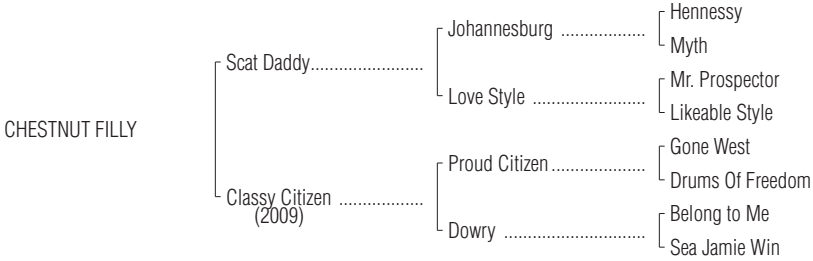 Hennessy
Johannesburg ......................
Myth
Scat Daddy.......................
Mr. Prospector
Love Style ........................
Likeable Style
CHESTNUT FILLY
Gone West
Proud Citizen....................
Drums Of Freedom
Classy Citizen ..................
(2009)
Belong to Me
Dowry ..............................
Sea Jamie Win